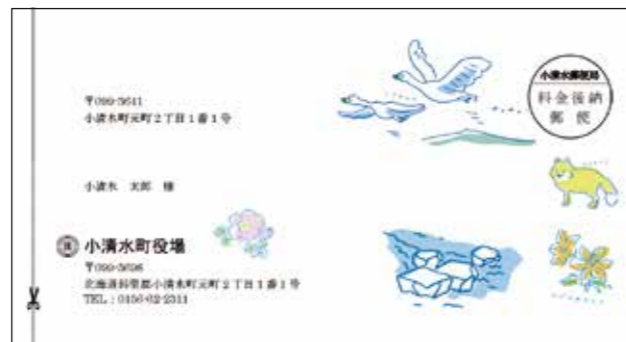 〒099-3611
小清水町元町2丁目1番1号
小清水郵便局
料金後納
郵便
小清水 太郎 様
小清水町役場
〒099-3698
北海道斜里郡小清水町元町2丁目1番1号
TEL：0156-62-2311